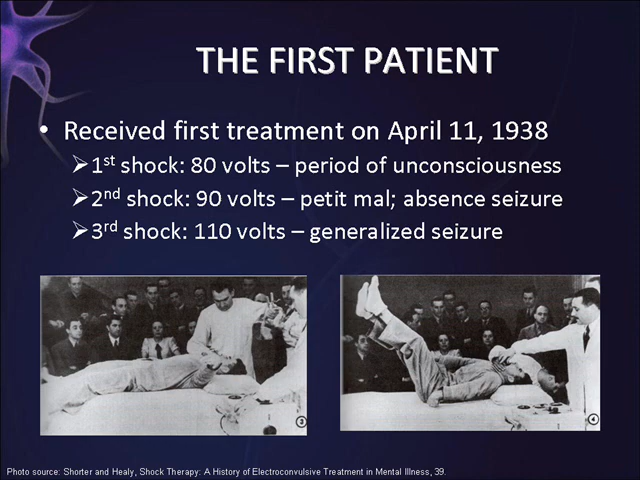 THE FIRST PATIENT
• Received first treatment on April 11, 1938
➢1st shock: 80 volts – period of unconsciousness
➢2nd shock: 90 volts – petit mal; absence seizure
➢3rd shock: 110 volts – generalized seizure
3
4
Photo source: Shorter and Healy, Shock Therapy: A History of Electroconvulsive Treatment in Mental Illness, 39.